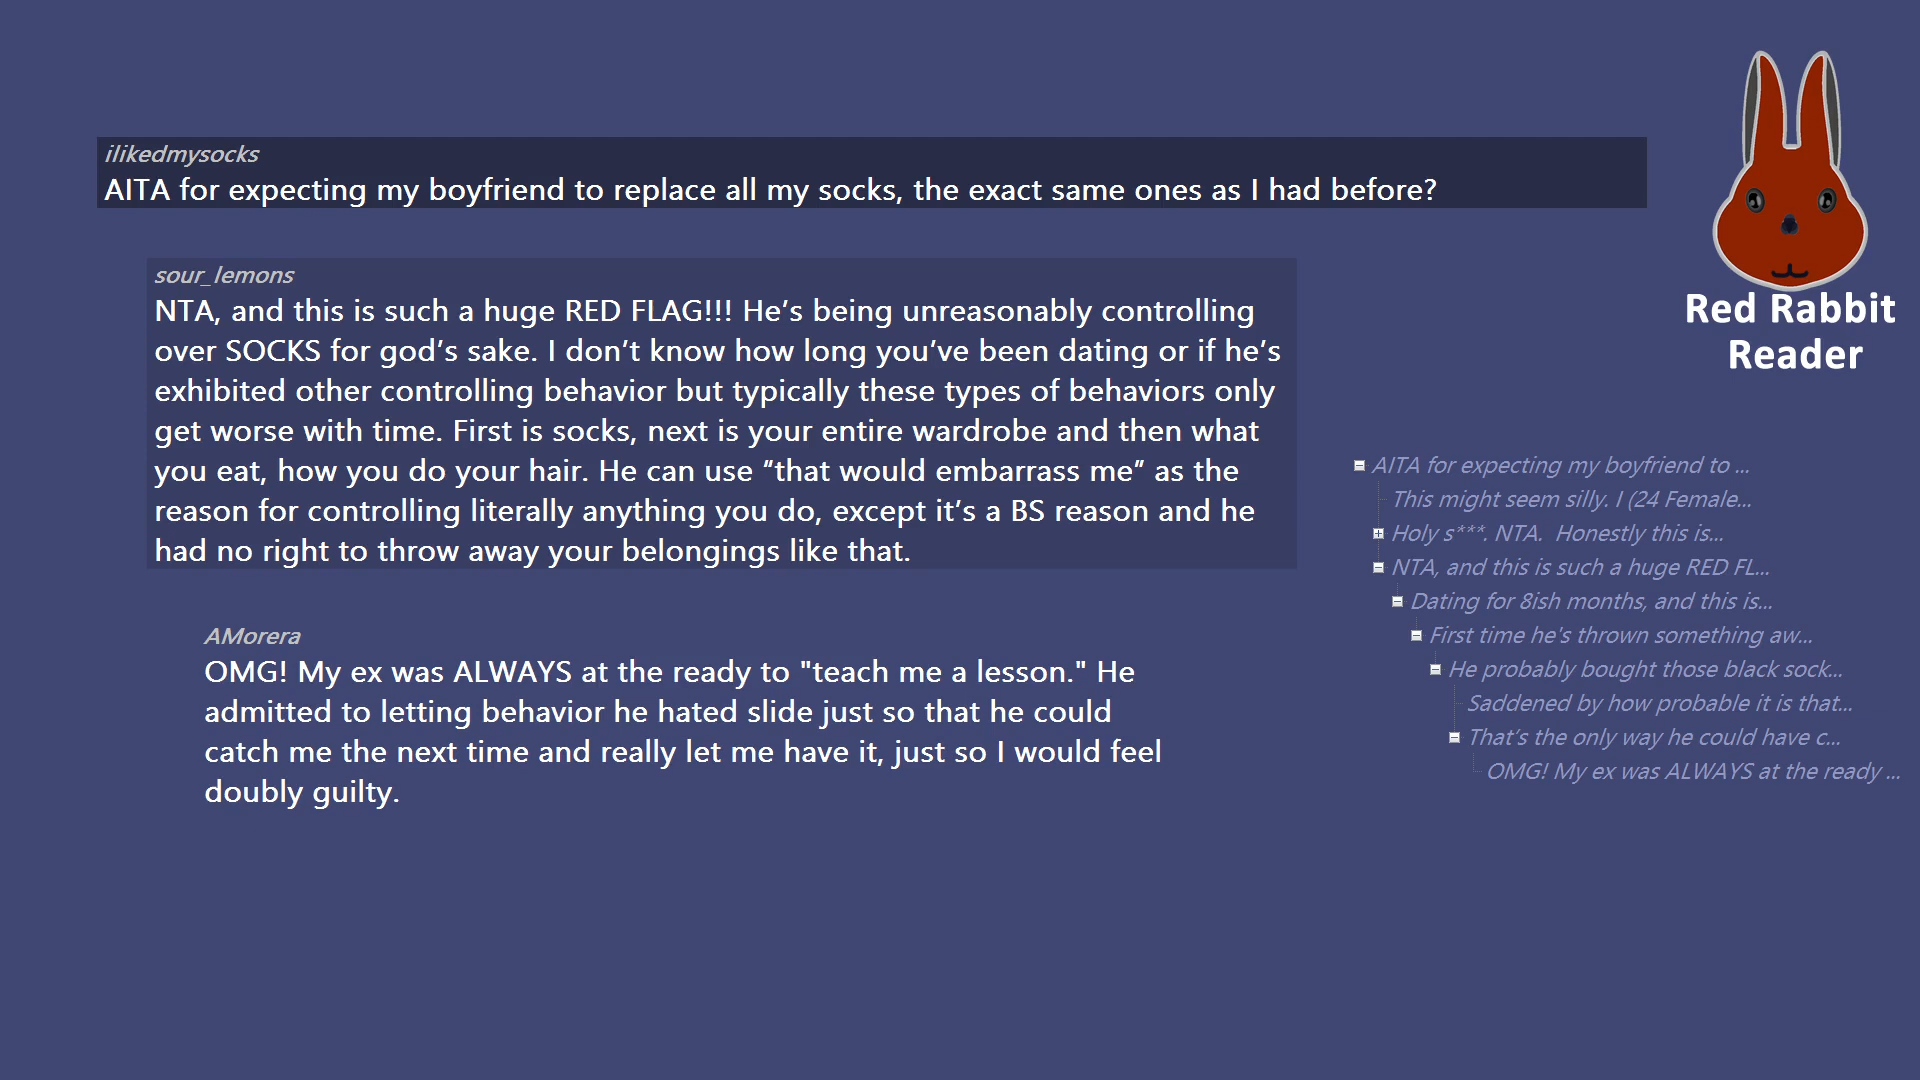 ilikedmysocks
AITA for expecting my boyfriend to replace all my socks, the exact same ones as I had before?
sour_lemons
NTA, and this is such a huge RED FLAG!!! He’s being unreasonably controlling
over SOCKS for god’s sake. I don’t know how long you’ve been dating or if he’s
exhibited other controlling behavior but typically these types of behaviors only
get worse with time. First is socks, next is your entire wardrobe and then what
you eat, how you do your hair. He can use “that would embarrass me” as the
reason for controlling literally anything you do, except it’s a BS reason and he
had no right to throw away your belongings like that.
AMorera
OMG! My ex was ALWAYS at the ready to "teach me a lesson." He
admitted to letting behavior he hated slide just so that he could
catch me the next time and really let me have it, just so I would feel
doubly guilty.
Red Rabbit
Reader
AITA for expecting my boyfriend to ...
This might seem silly. I (24 Female...
Holy s***. NTA.  Honestly this is...
NTA, and this is such a huge RED FL...
Dating for 8ish months, and this is...
First time he's thrown something aw...
He probably bought those black sock...
Saddened by how probable it is that...
That’s the only way he could have c...
OMG! My ex was ALWAYS at the ready ...